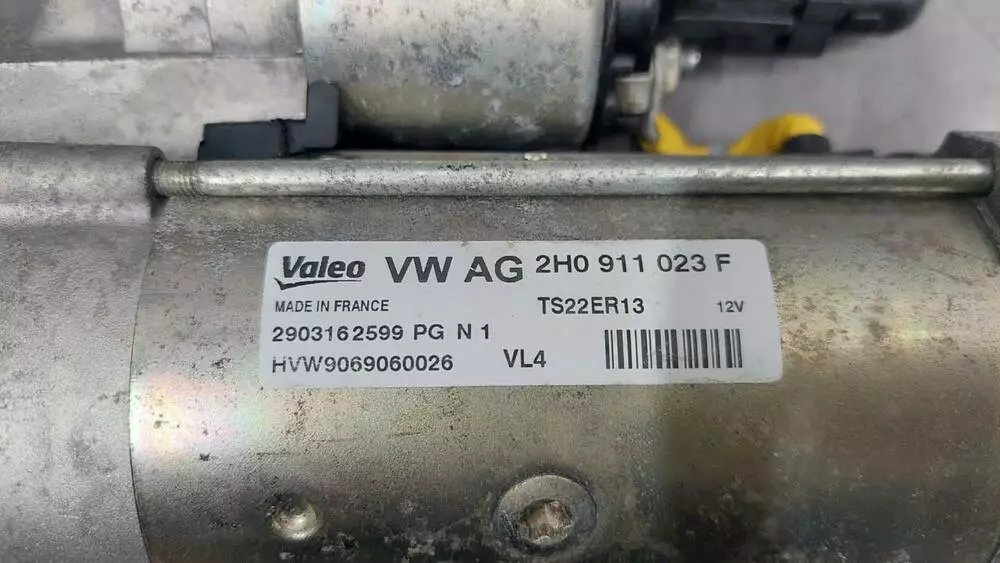 Valeo VW AG 2H0 911 023 F
MADE IN FRANCE TS22ER13 12V
2903162599 PG N 1
HVW9069060026 VL4